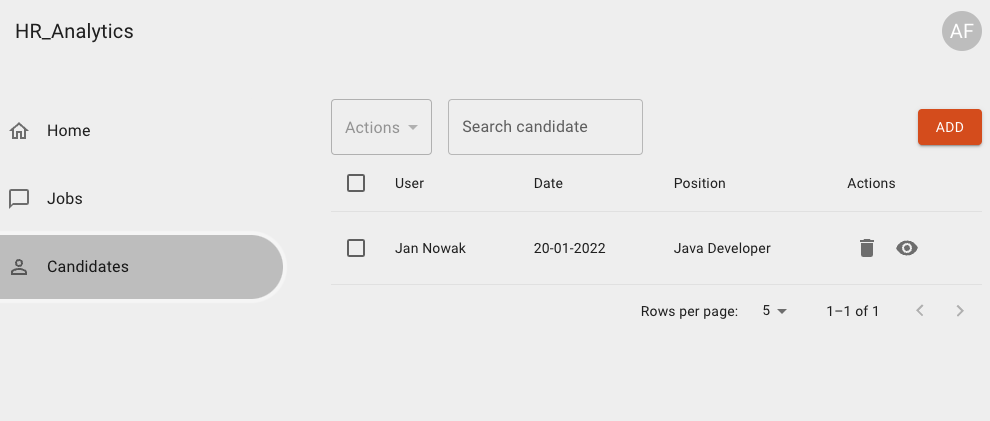 HR_Analytics
AF
Home
Jobs
Candidates
Actions
Search candidate
ADD
User Date Position Actions
Jan Nowak 20-01-2022 Java Developer
Rows per page: 5 1–1 of 1